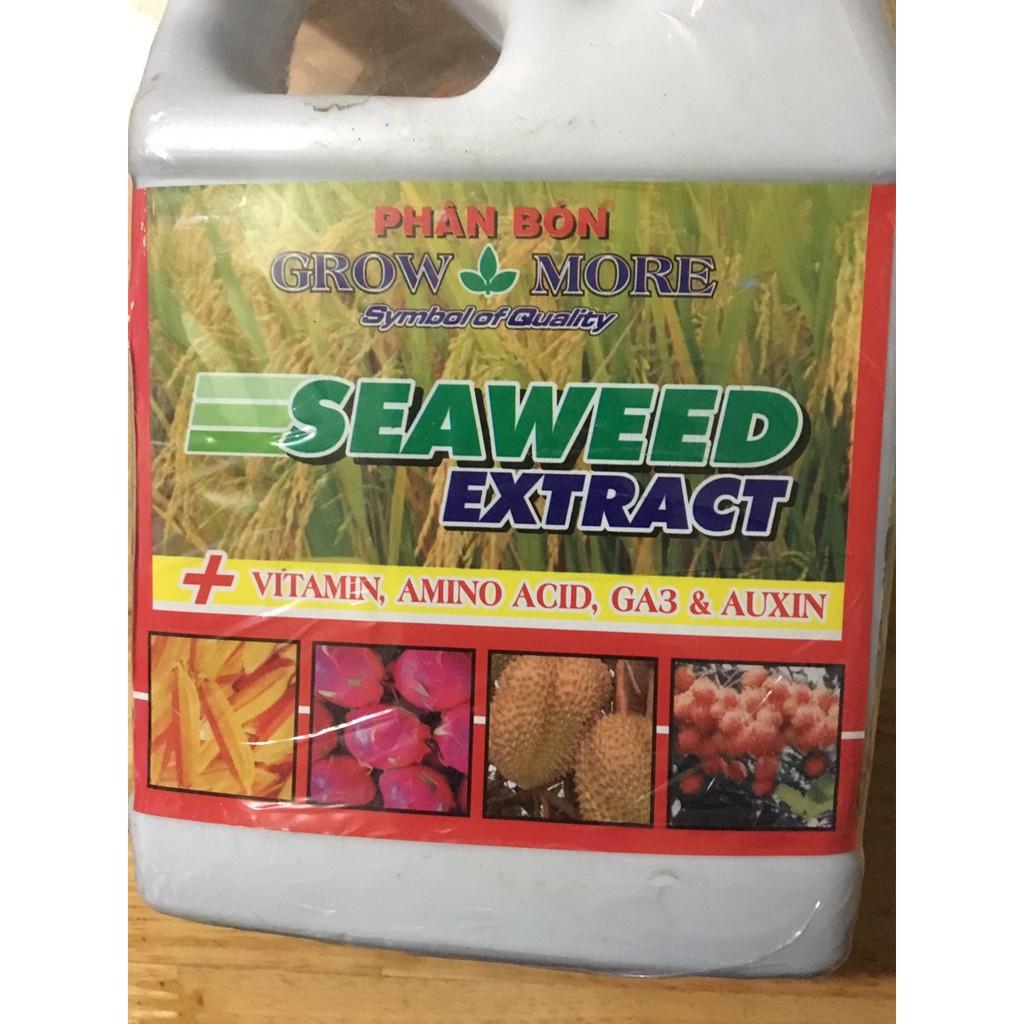 PHÂN BÓN
GROW MORE
Symbol of Quality
SEAWEED
EXTRACT
+ VITAMIN, AMINO ACID, GA3 & AUXIN